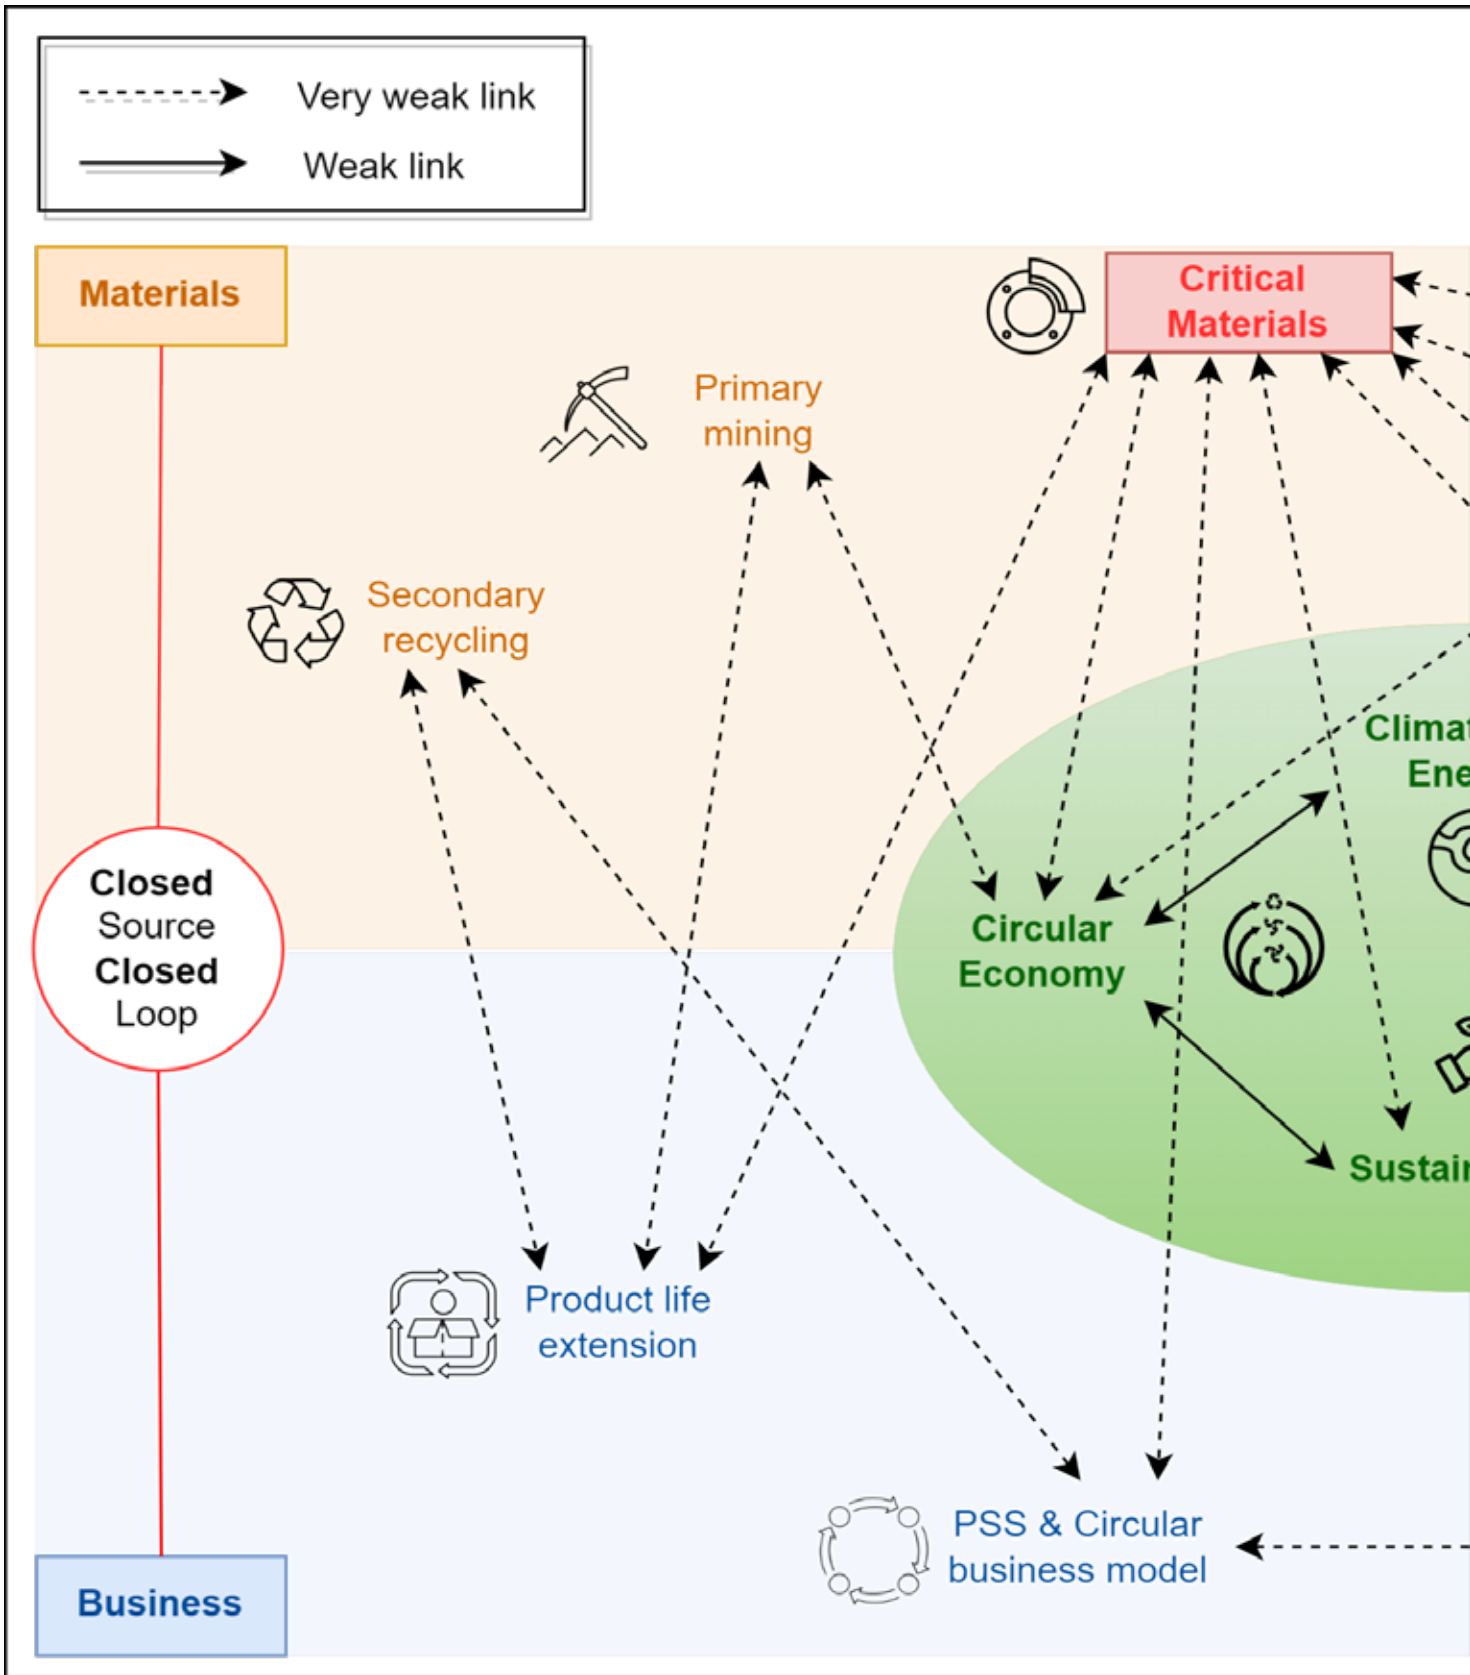 Very weak link
Weak link
Materials
Critical
Materials
Primary
mining
Secondary
recycling
Closed
Source
Closed
Loop
Circular
Economy
Product life
extension
PSS & Circular
business model
Business